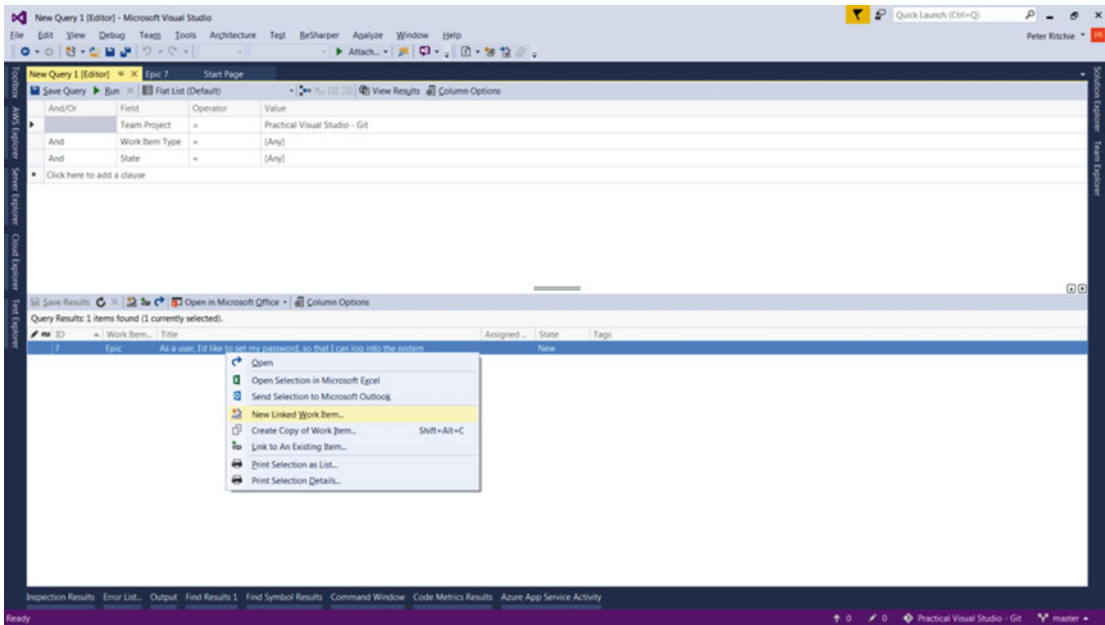 New Query 1 [Editor] - Microsoft Visual Studio
Quick Launch (Ctrl+Q)
File Edit View Debug Team Tools Architecture Test ReSharper Analyze Window Help
Peter Ritchie PR
Attach...
New Query 1 [Editor] Epic 7 Start Page
Save Query Run Flat List (Default) View Results Column Options
And/Or Field Operator Value
Team Project = Practical Visual Studio - Git
And Work Item Type = [Any]
And State = [Any]
* Click here to add a clause
Toolbox
AWS Explorer
Server Explorer
Cloud Explorer
Test Explorer
Solution Explorer
Team Explorer
Save Results Open in Microsoft Office Column Options
Query Results: 1 items found (1 currently selected).
ID Work Item... Title Assigned ... State Tags
7 Epic As a user, I'd like to set my password, so that I can log into the system New
Open
Open Selection in Microsoft Excel
Send Selection to Microsoft Outlook
New Linked Work Item...
Create Copy of Work Item... Shift+Alt+C
Link to An Existing Item...
Print Selection as List...
Print Selection Details...
Inspection Results Error List... Output Find Results 1 Find Symbol Results Command Window Code Metrics Results Azure App Service Activity
Ready 0 0 Practical Visual Studio - Git master